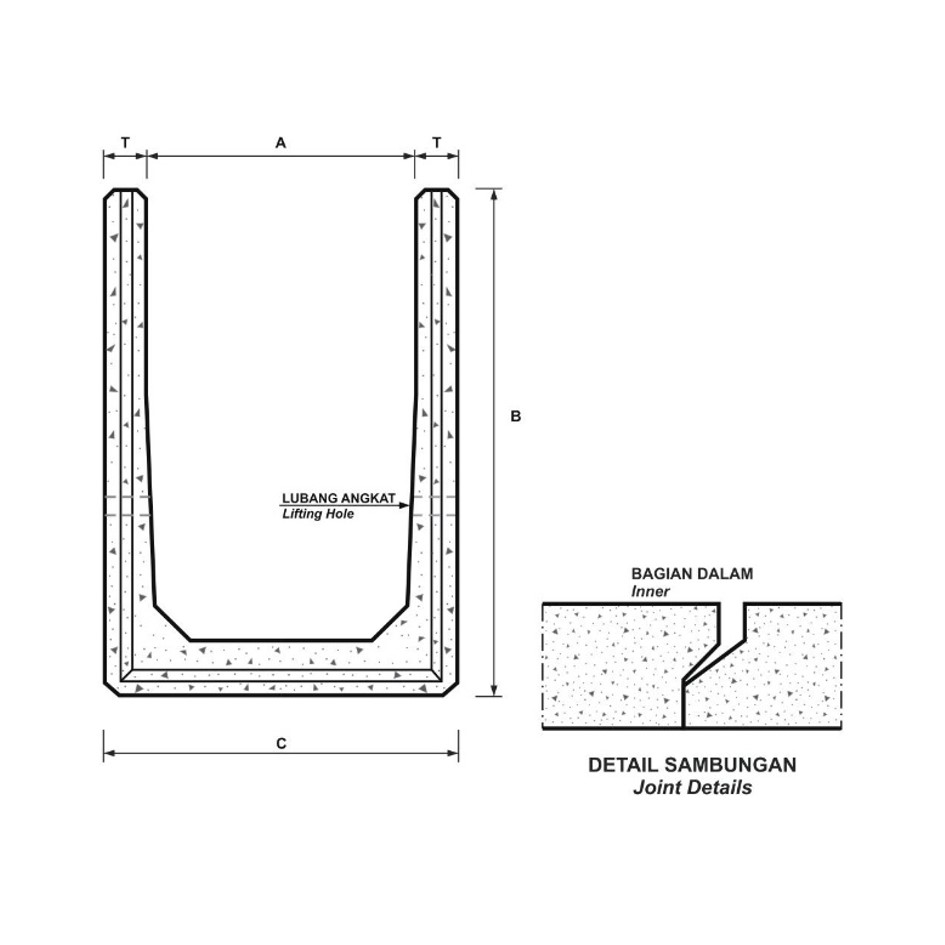 T
A
T
B
LUBANG ANGKAT
Lifting Hole
BAGIAN DALAM
Inner
C
DETAIL SAMBUNGAN
Joint Details